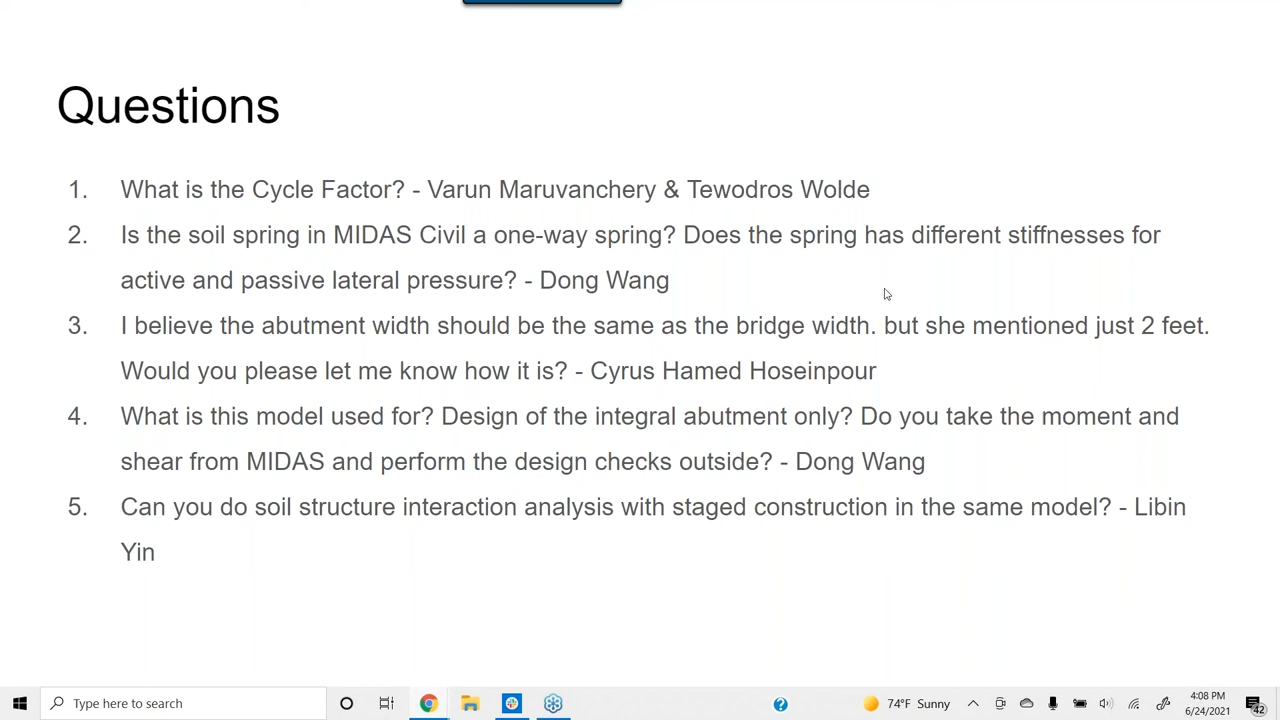 Questions
1. What is the Cycle Factor? - Varun Maruvanchery & Tewodros Wolde
2. Is the soil spring in MIDAS Civil a one-way spring? Does the spring has different stiffnesses for
active and passive lateral pressure? - Dong Wang
3. I believe the abutment width should be the same as the bridge width. but she mentioned just 2 feet.
Would you please let me know how it is? - Cyrus Hamed Hoseinpour
4. What is this model used for? Design of the integral abutment only? Do you take the moment and
shear from MIDAS and perform the design checks outside? - Dong Wang
5. Can you do soil structure interaction analysis with staged construction in the same model? - Libin
Yin
Type here to search
74°F Sunny
4:08 PM
6/24/2021
42